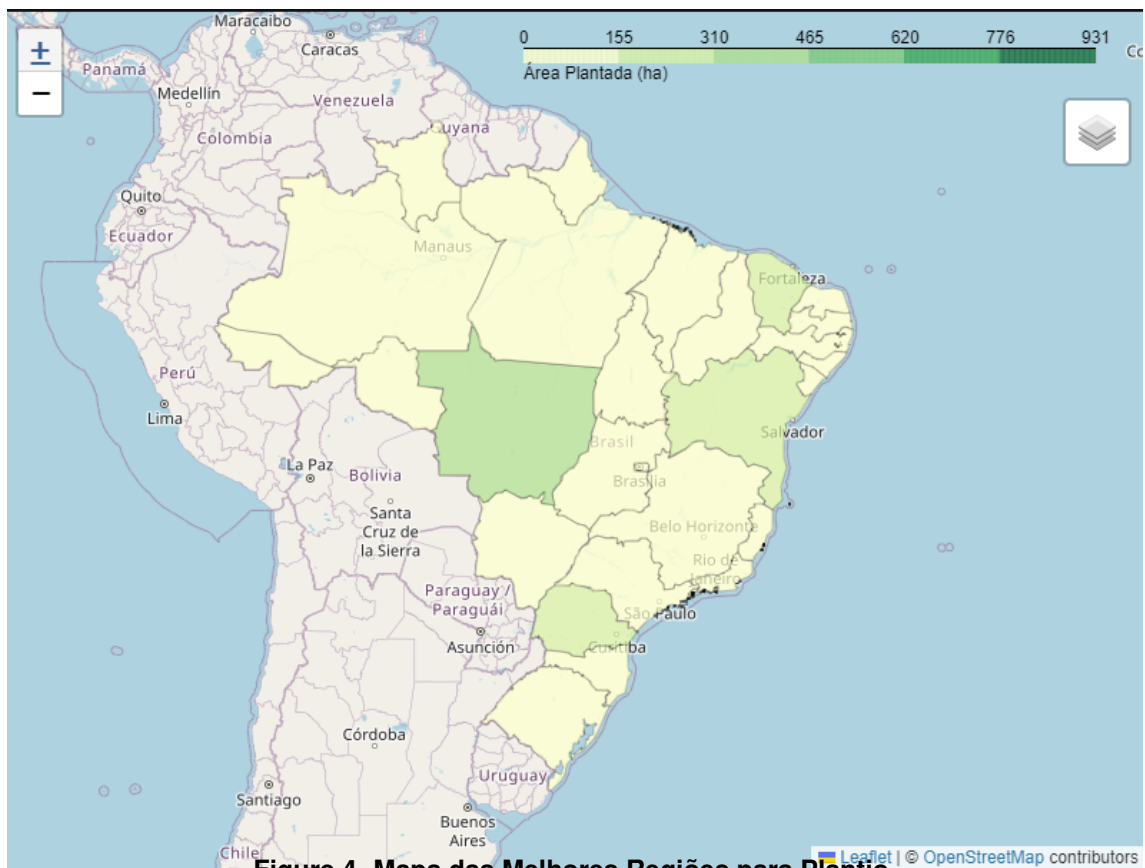 Maracaibo
Caracas
0 155 310 465 620 776 931
Co
Área Plantada (ha)
±
−
Panamá
Medellín
Venezuela
Guyana
Colombia
Quito
Ecuador
Manaus
Fortaleza
Perú
Lima
Salvador
Brasil
La Paz
Bolivia
Brasília
Santa
Cruz de
la Sierra
Belo Horizonte
Rio de
Janeiro
Paraguay /
Paraguái
São Paulo
Asunción
Curitiba
Córdoba
Uruguay
Santiago
Buenos
Aires
Chile
Figure 4. Mapa das Melhores Regiões para Plantio
Leaflet | © OpenStreetMap contributors